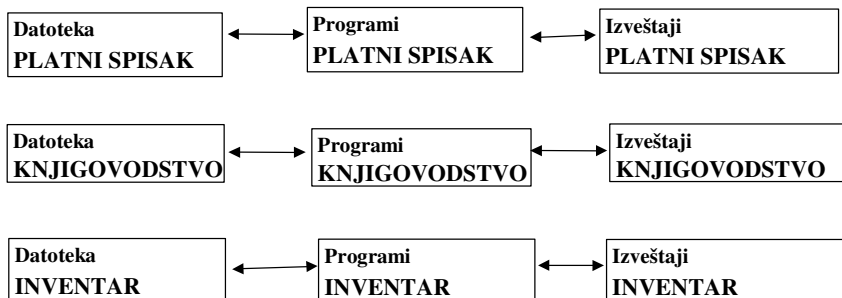 Datoteka
PLATNI SPISAK
Programi
PLATNI SPISAK
Izveštaji
PLATNI SPISAK
Datoteka
KNJIGOVODSTVO
Programi
KNJIGOVODSTVO
Izveštaji
KNJIGOVODSTVO
Datoteka
INVENTAR
Programi
INVENTAR
Izveštaji
INVENTAR